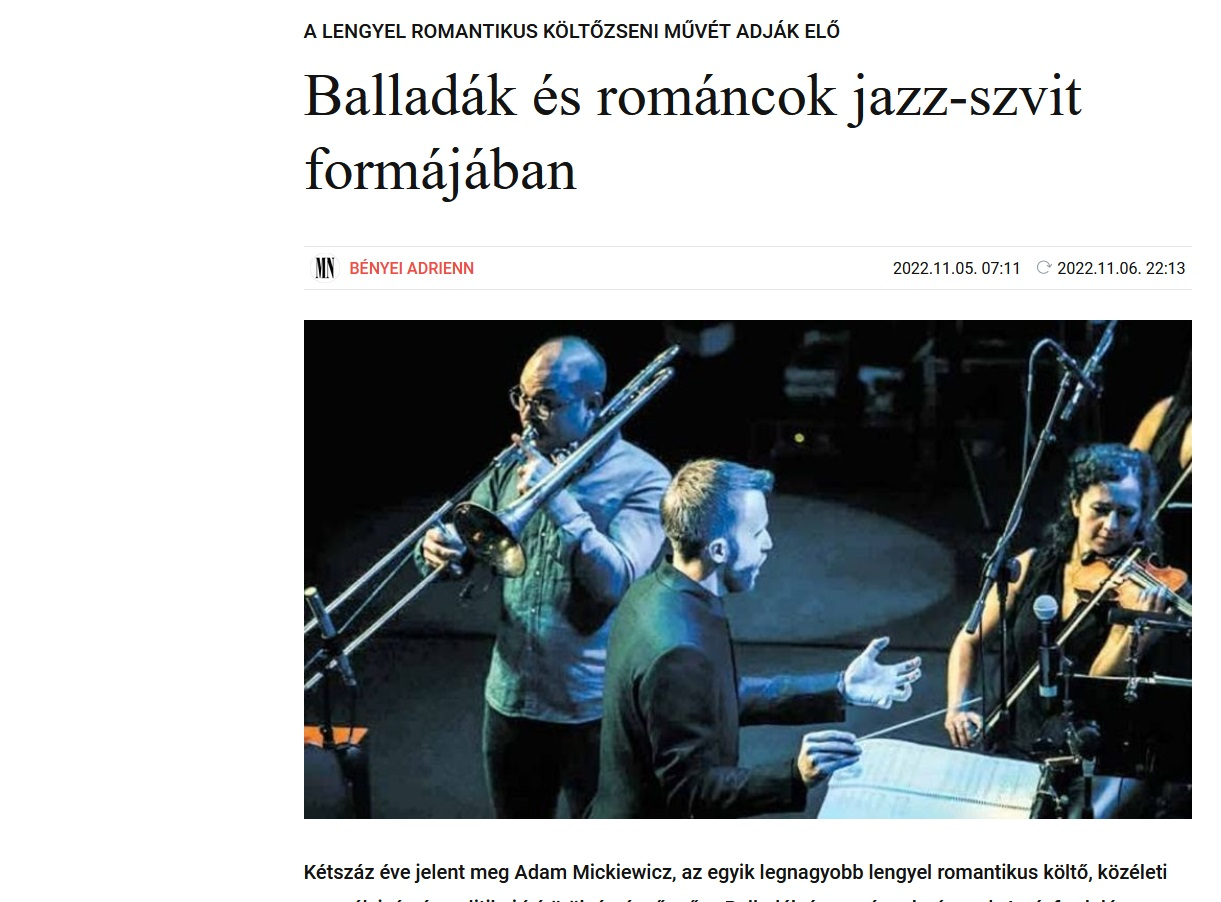 A LENGYEL ROMANTIKUS KÖLTŐZSENI MŰVÉT ADJÁK ELŐ
Balladák és románcok jazz-szvit
formájában
MN BÉNYEI ADRIENN 2022.11.05. 07:11 2022.11.06. 22:13
Kétszáz éve jelent meg Adam Mickiewicz, az egyik legnagyobb lengyel romantikus költő, közéleti